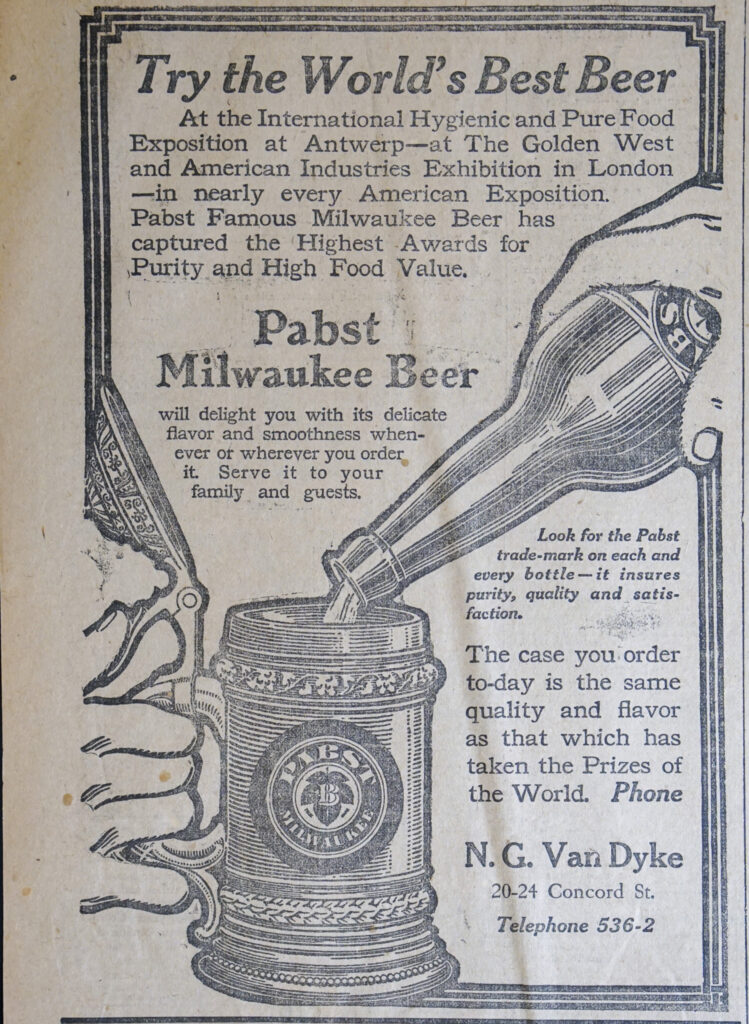 Try the World's Best Beer
At the International Hygienic and Pure Food
Exposition at Antwerp—at The Golden West
and American Industries Exhibition in London
—in nearly every American Exposition.
Pabst Famous Milwaukee Beer has
captured the Highest Awards for
Purity and High Food Value.
Pabst
Milwaukee Beer
will delight you with its delicate
flavor and smoothness when-
ever or wherever you order
it. Serve it to your
family and guests.
Look for the Pabst
trade-mark on each and
every bottle—it insures
purity, quality and satis-
faction.
The case you order
to-day is the same
quality and flavor
as that which has
taken the Prizes of
the World. Phone
PABST
B
MILWAUKEE
N. G. Van Dyke
20-24 Concord St.
Telephone 536-2